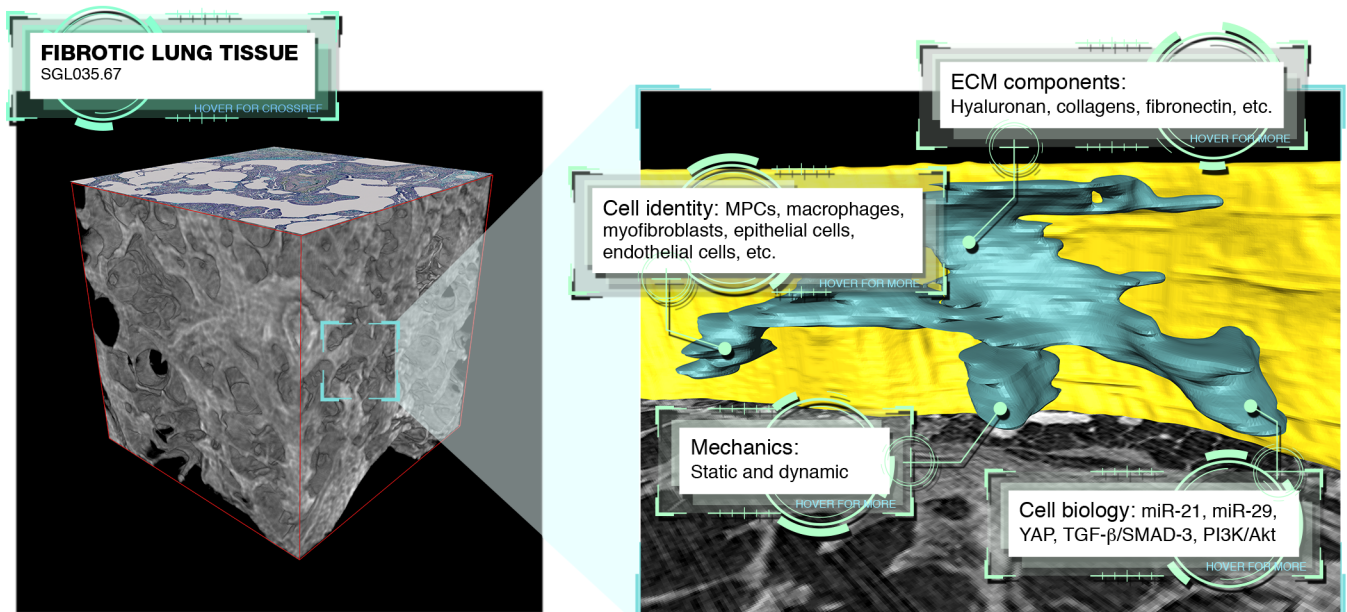 FIBROTIC LUNG TISSUE
SGL035.67
HOVER FOR CROSSREF
ECM components:
Hyaluronan, collagens, fibronectin, etc.
HOVER FOR MORE
Cell identity: MPCs, macrophages,
myofibroblasts, epithelial cells,
endothelial cells, etc.
HOVER FOR MORE
Mechanics:
Static and dynamic
HOVER FOR MORE
Cell biology: miR-21, miR-29,
YAP, TGF-β/SMAD-3, PI3K/Akt
HOVER FOR MORE